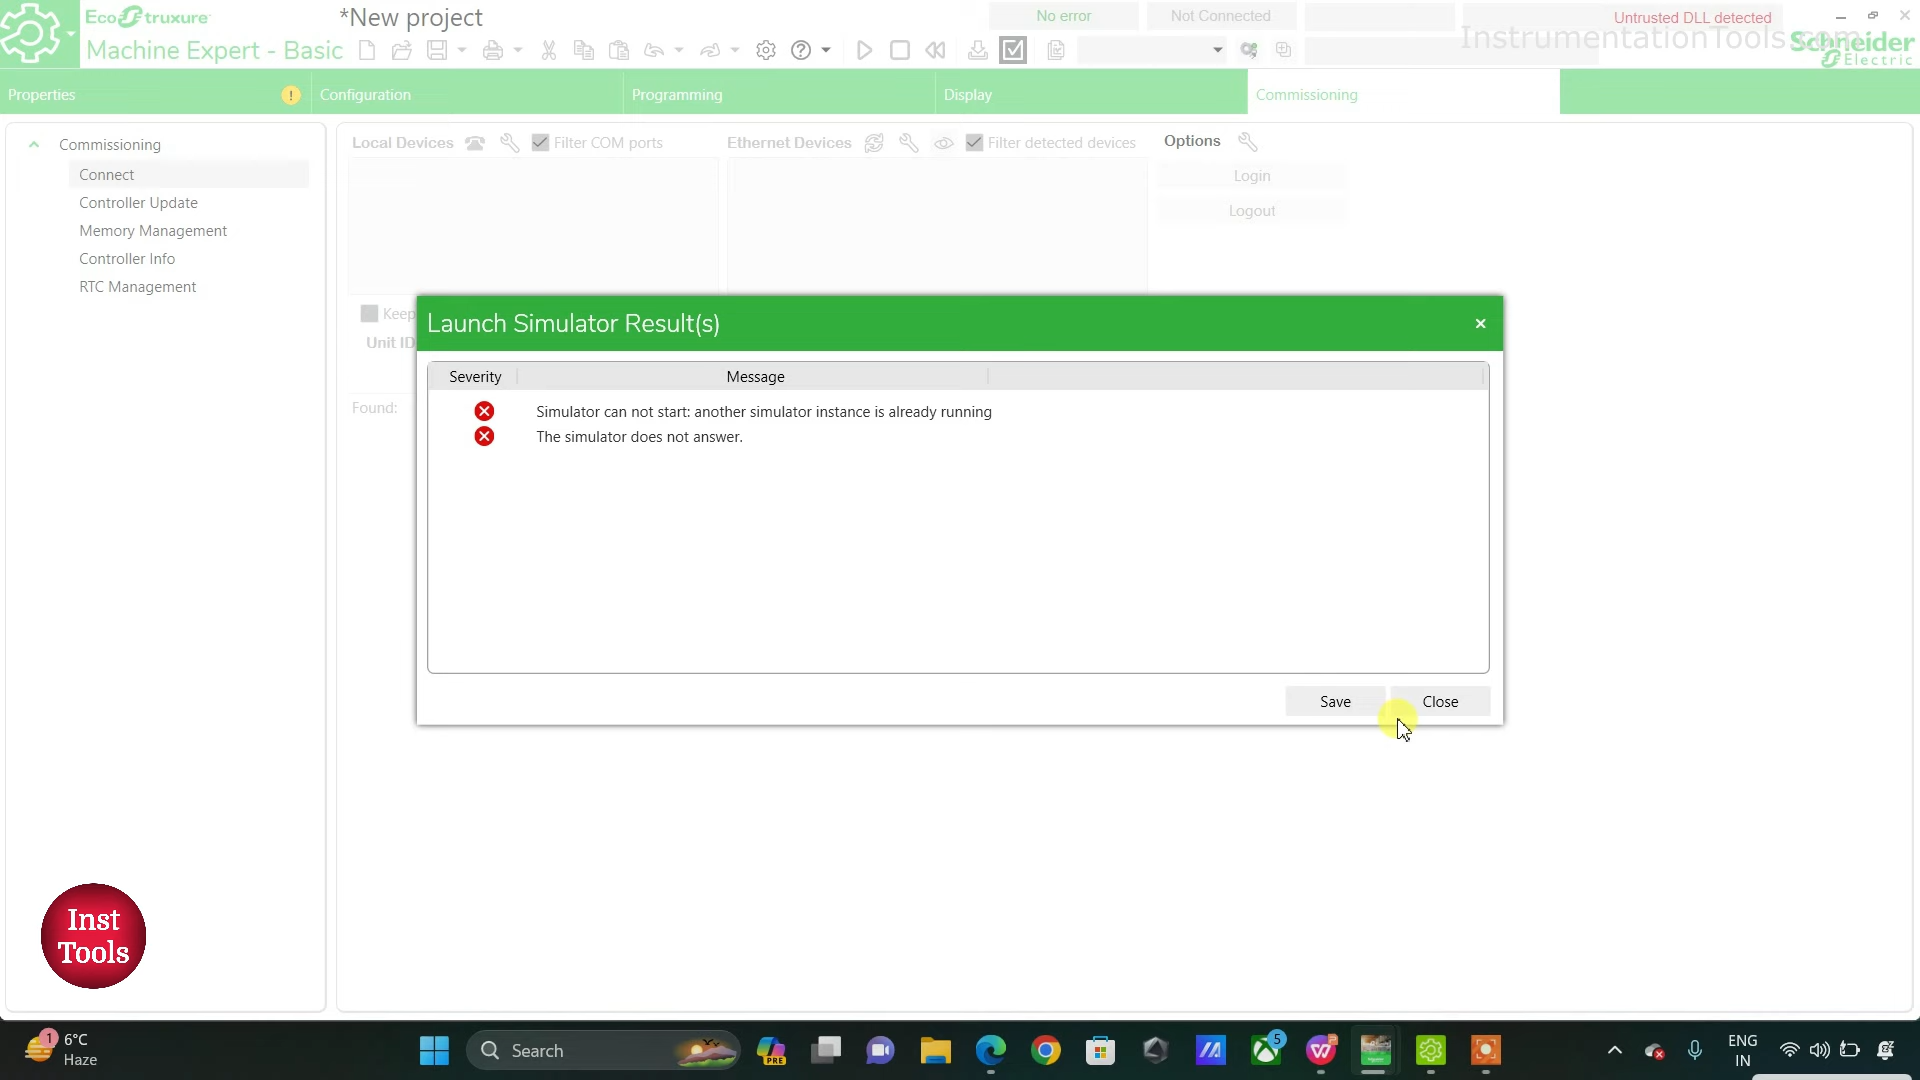 EcoStruxure
Machine Expert - Basic
*New project
No error
Not Connected
Untrusted DLL detected
InstrumentationTools.com
Schneider
Electric
Properties
!
Configuration
Programming
Display
Commissioning
Commissioning
Connect
Controller Update
Memory Management
Controller Info
RTC Management
Local Devices
Filter COM ports
Ethernet Devices
Filter detected devices
Options
Login
Logout
Keep
Unit ID
Found:
Launch Simulator Result(s)
Severity
Message
Simulator can not start: another simulator instance is already running
The simulator does not answer.
Save
Close
Inst
Tools
1
6°C
Haze
Search
PRE
5
ENG
IN